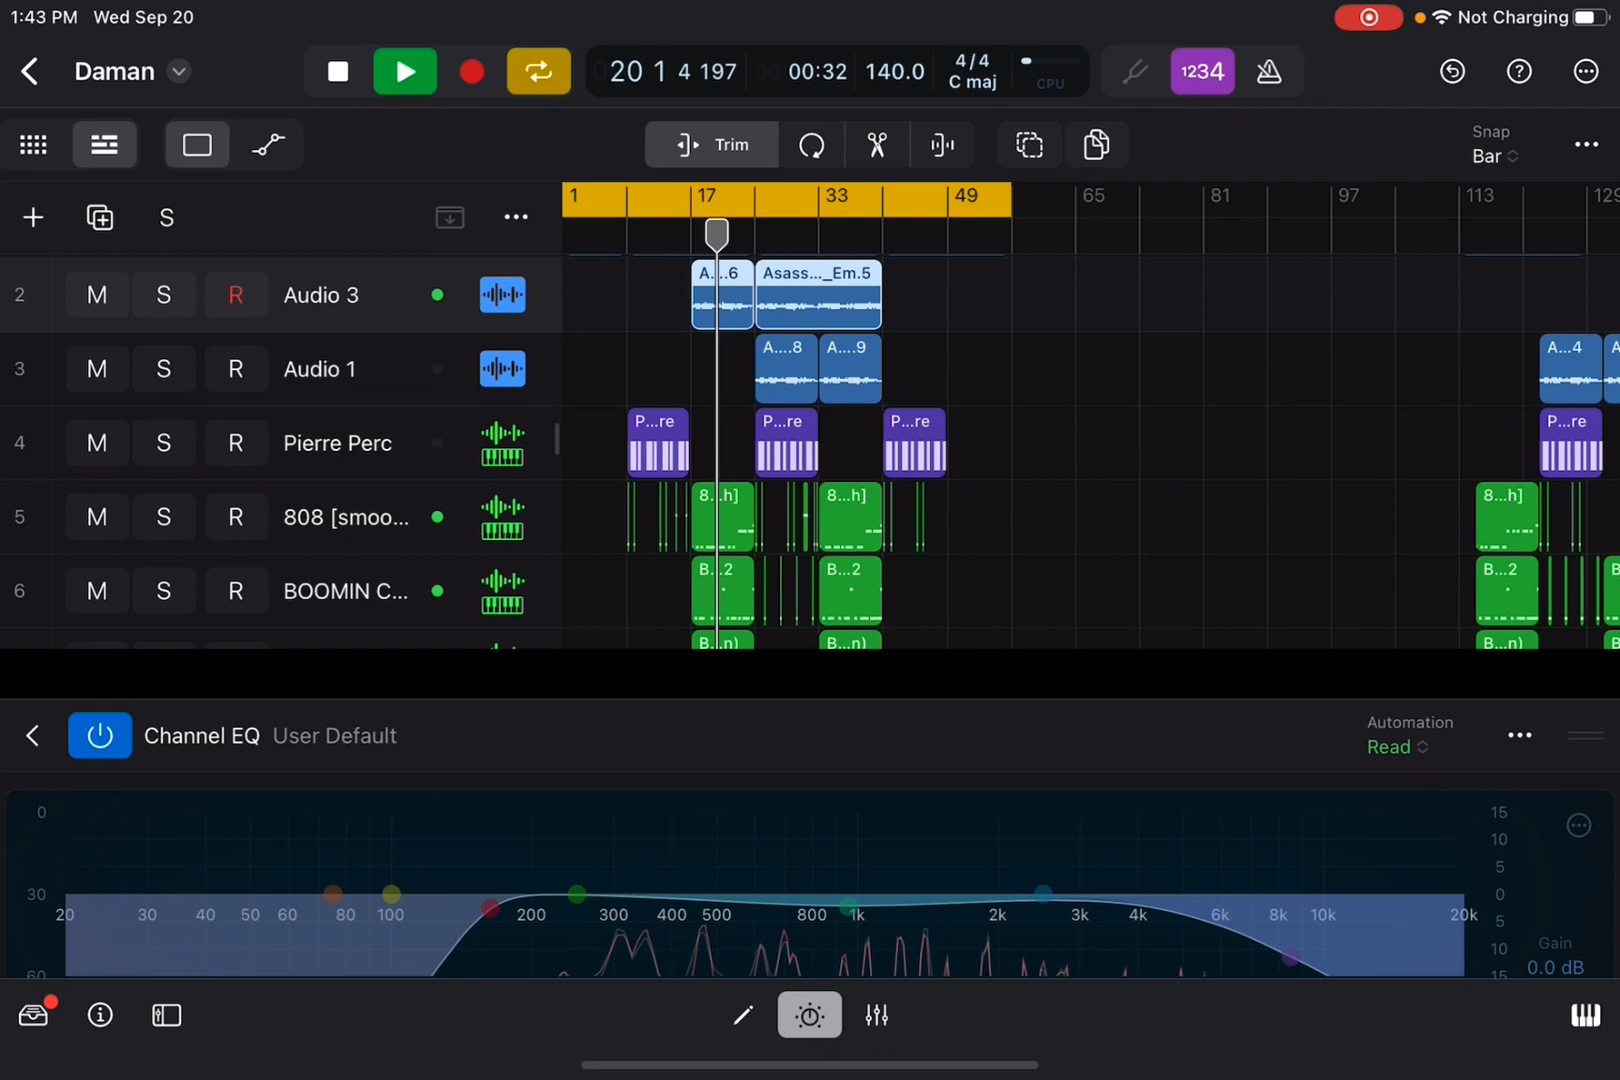 1:43 PM Wed Sep 20
Not Charging
Daman
20 1 4 197
00:32
140.0
4/4
C maj
CPU
1234
Trim
Snap
Bar
S
1 17 33 49 65 81 97 113 129
2 M S R Audio 3
A....6 Asass..._Em.5
3 M S R Audio 1
A....8 A....9 A...4
4 M S R Pierre Perc
P...re P...re P...re P...re
5 M S R 808 [smoo...
8...h] 8...h] 8...h]
6 M S R BOOMIN C...
B...2 B...2 B...2
B...n) B...n) B...n)
Channel EQ User Default
Automation
Read
0 15
10
5
30 0
20 30 40 50 60 80 100 200 300 400 500 800 1k 2k 3k 4k 6k 8k 10k 20k
5
10
Gain
60 15 0.0 dB